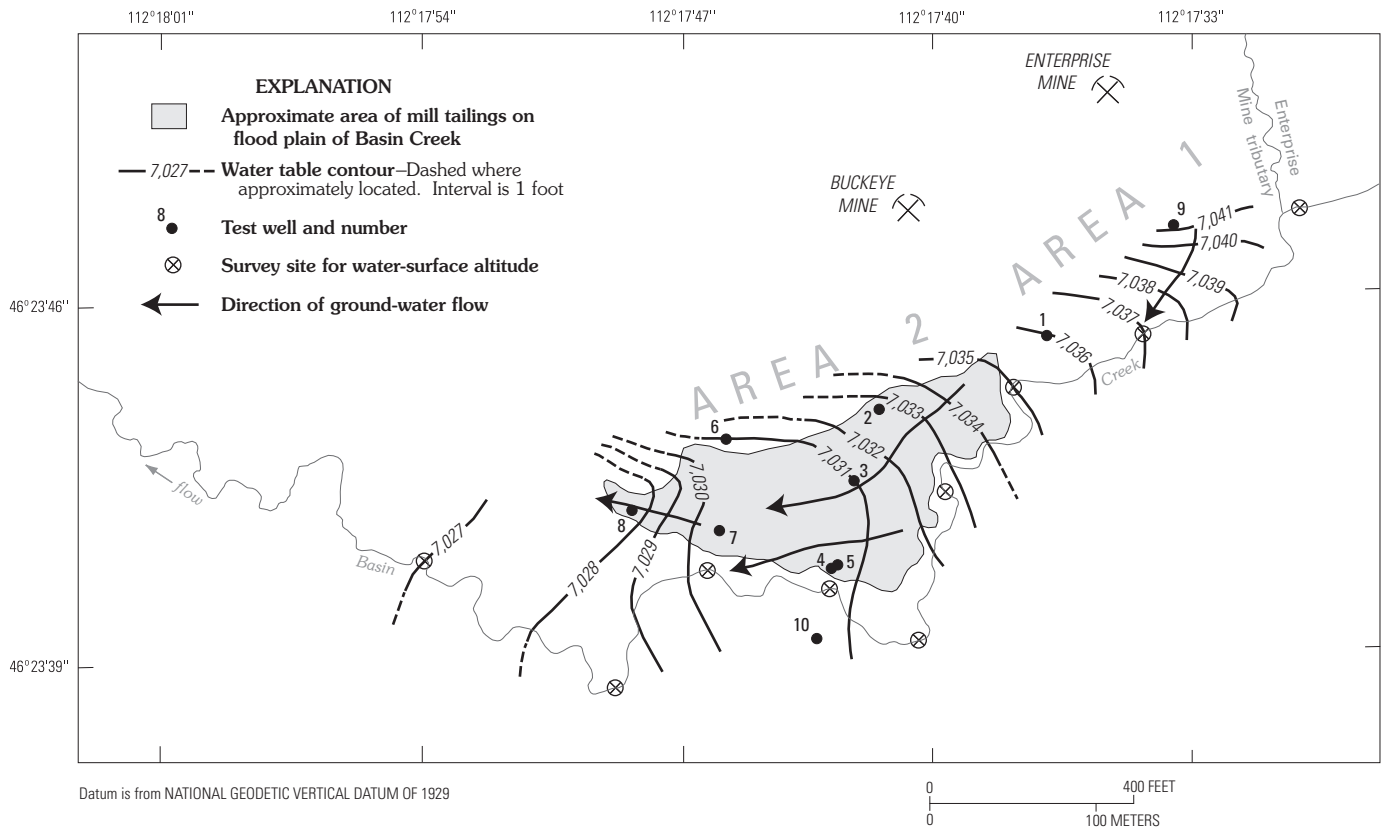 112°18'01"
112°17'54"
112°17'47"
112°17'40"
112°17'33"
EXPLANATION
Approximate area of mill tailings on
flood plain of Basin Creek
7,027
Water table contour–Dashed where
approximately located. Interval is 1 foot
8
Test well and number
Survey site for water-surface altitude
Direction of ground-water flow
ENTERPRISE
MINE
BUCKEYE
MINE
Enterprise
Mine tributary
AREA 1
AREA 2
46°23'46"
46°23'39"
9
7,041
7,040
7,039
7,038
7,037
1
7,036
Creek
7,035
7,034
7,033
2
7,032
7,031
3
6
7,030
8
7
4
5
10
7,029
7,028
7,027
flow
Basin
Datum is from NATIONAL GEODETIC VERTICAL DATUM OF 1929
0
400 FEET
0
100 METERS